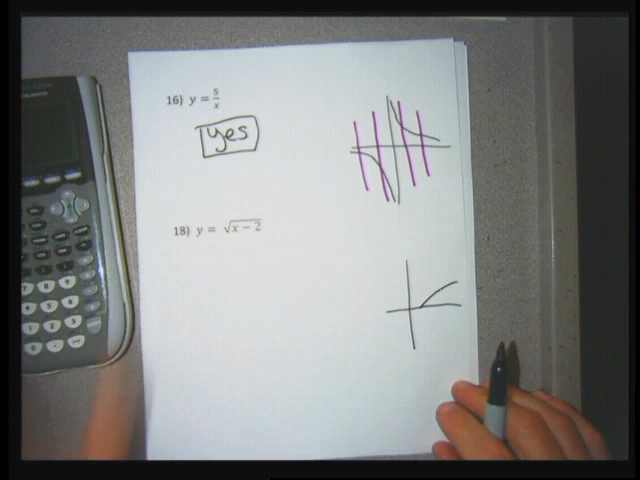 16) y = 5/x
yes
18) y = √x − 2